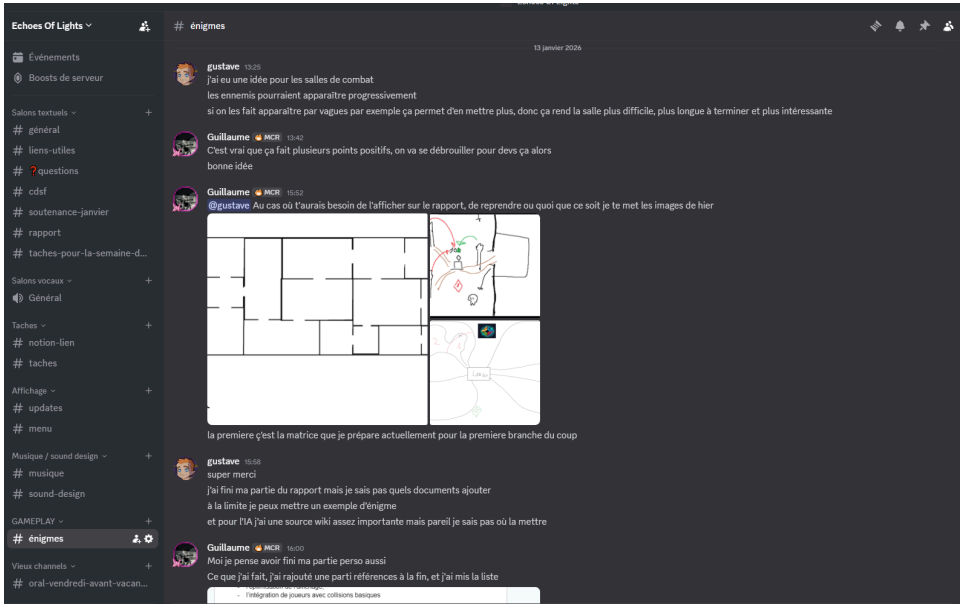 Echoes Of Lights
Événements
Boosts de serveur
Salons textuels
général
liens-utiles
questions
cdsf
soutenance-janvier
rapport
taches-pour-la-semaine-d...
Salons vocaux
Général
Taches
notion-lien
taches
Affichage
updates
menu
Musique / sound design
musique
sound-design
GAMEPLAY
énigmes
Vieux channels
oral-vendredi-avant-vacan...
énigmes
13 janvier 2026
gustave 13:25
j'ai eu une idée pour les salles de combat
les ennemis pourraient apparaître progressivement
si on les fait apparaître par vagues par exemple ça permet d'en mettre plus, donc ça rend la salle plus difficile, plus longue à terminer et plus intéressante
Guillaume MCR 13:42
C'est vrai que ça fait plusieurs points positifs, on va se débrouiller pour devs ça alors
bonne idée
Guillaume MCR 15:52
@gustave Au cas où t'aurais besoin de l'afficher sur le rapport, de reprendre ou quoi que ce soit je te met les images de hier
la premiere ç'est la matrice que je prépare actuellement pour la premiere branche du coup
gustave 15:58
super merci
j'ai fini ma partie du rapport mais je sais pas quels documents ajouter
à la limite je peux mettre un exemple d'énigme
et pour l'IA j'ai une source wiki assez importante mais pareil je sais pas où la mettre
Guillaume MCR 16:00
Moi je pense avoir fini ma partie perso aussi
Ce que j'ai fait, j'ai rajouté une parti références à la fin, et j'ai mis la liste
- l'intégration de joueurs avec collisions basiques